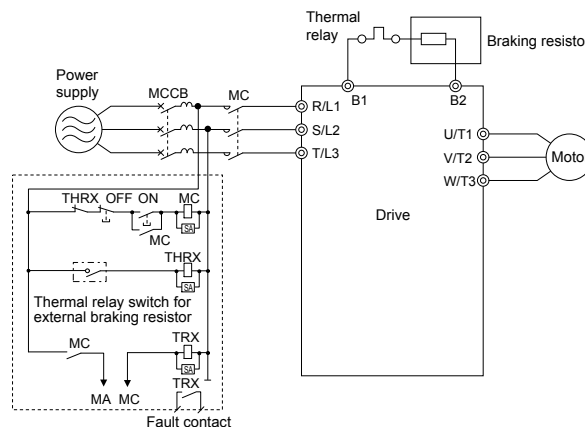 Thermal
relay
Braking resisto
Power
supply
MCCB
MC
B1
B2
R/L1
S/L2
T/L3
U/T1
V/T2
W/T3
Moto
Drive
THRX OFF ON
MC
SA
MC
THRX
SA
Thermal relay switch for
external braking resistor
MC
TRX
SA
MA MC
TRX
Fault contact